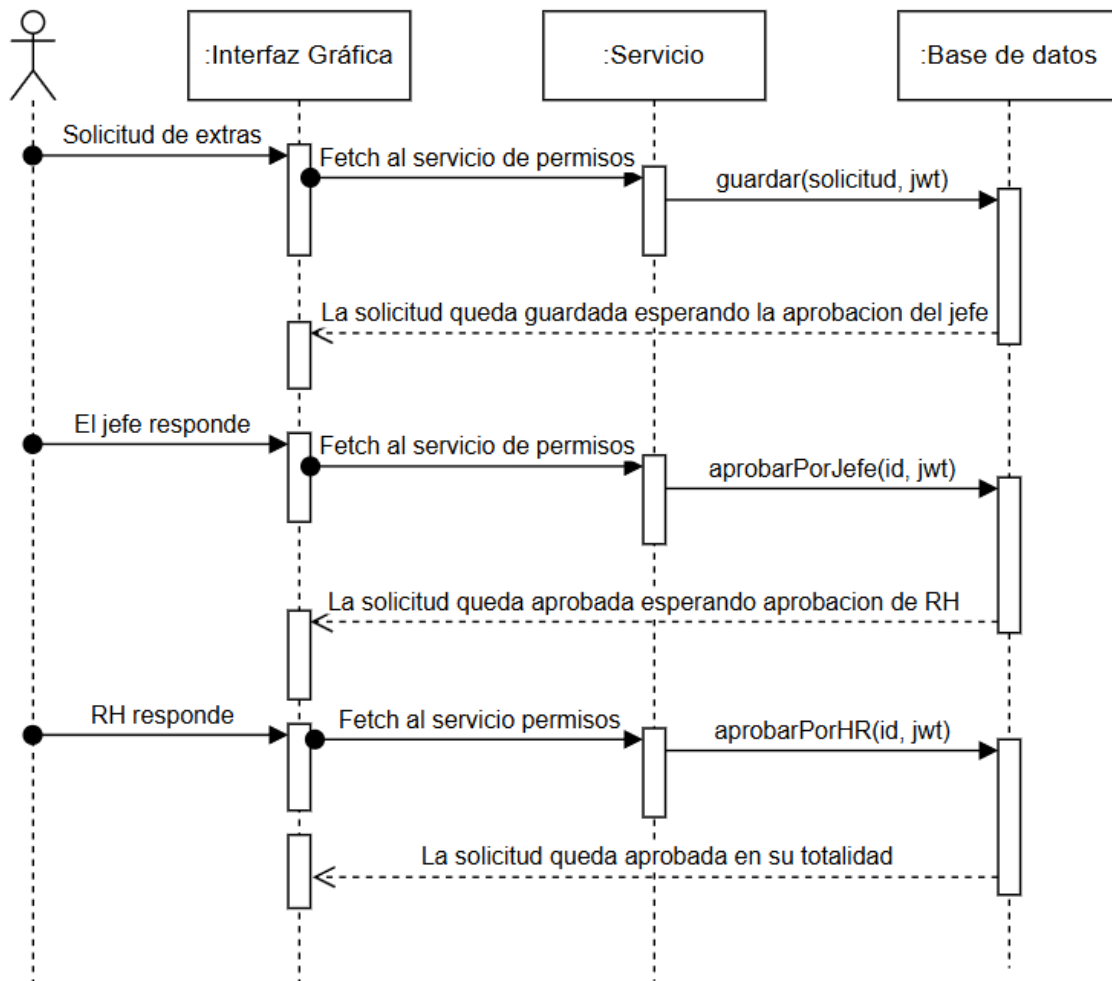 :Interfaz Gráfica
:Servicio
:Base de datos
Solicitud de extras
Fetch al servicio de permisos
guardar(solicitud, jwt)
La solicitud queda guardada esperando la aprobacion del jefe
El jefe responde
Fetch al servicio de permisos
aprobarPorJefe(id, jwt)
La solicitud queda aprobada esperando aprobacion de RH
RH responde
Fetch al servicio permisos
aprobarPorHR(id, jwt)
La solicitud queda aprobada en su totalidad